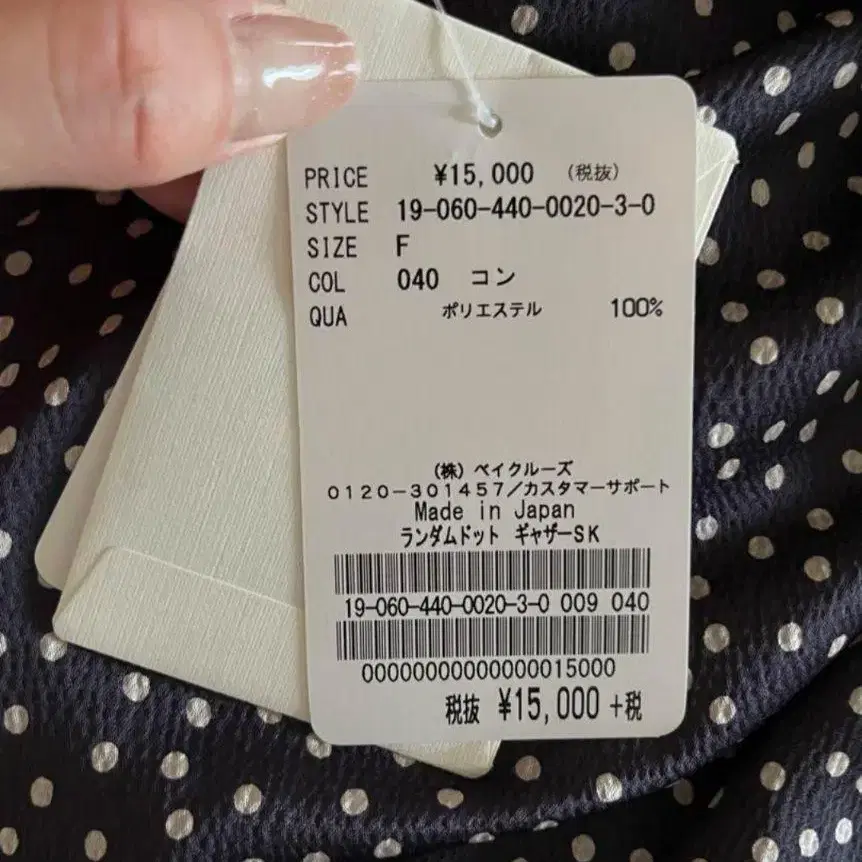 PRICE ¥15,000 (税抜)
STYLE 19-060-440-0020-3-0
SIZE F
COL 040 コン
QUA ポリエステル 100%
(株) ベイクルーズ
0120-301457/カスタマーサポート
Made in Japan
ランダムドット ギャザーSK
19-060-440-0020-3-0 009 040
00000000000000015000
税抜 ¥15,000 +税